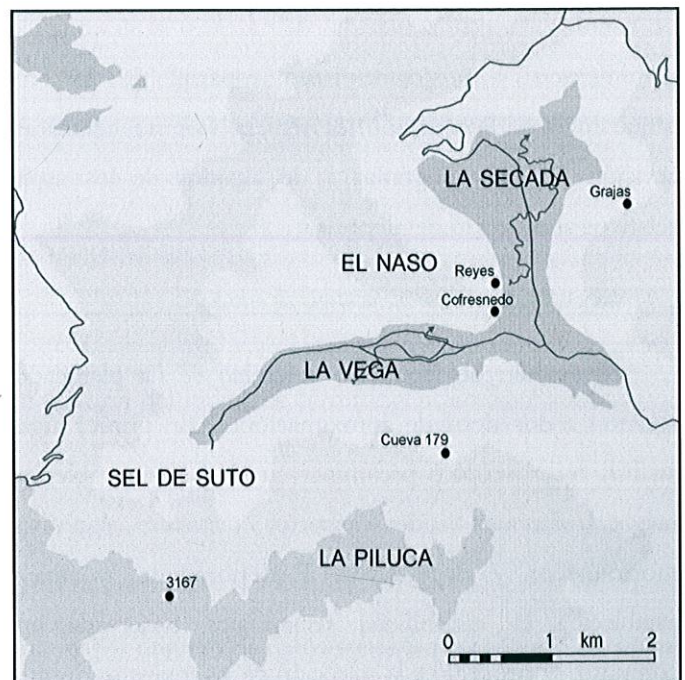 LA SECADA
Grajas
EL NASO
Reyes
Cofresnedo
LA VEGA
Cueva 179
SEL DE SUTO
LA PILUCA
3167
0 1 km 2